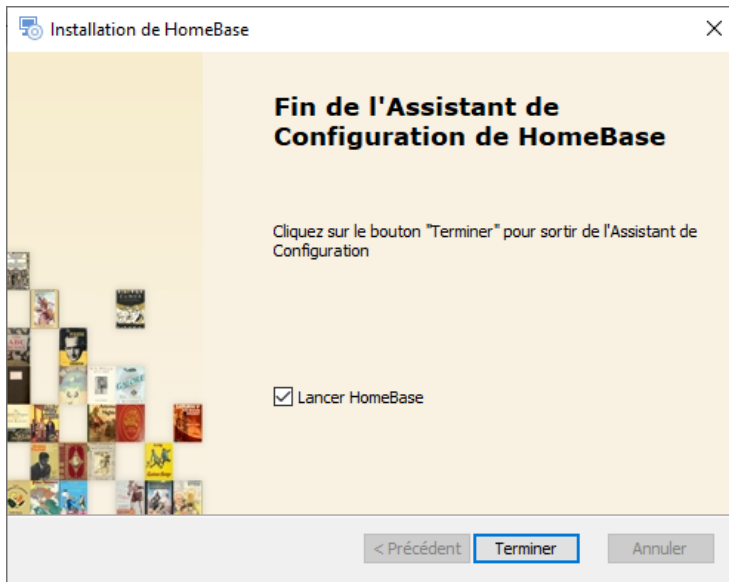 Installation de HomeBase
Fin de l'Assistant de
Configuration de HomeBase
Cliquez sur le bouton "Terminer" pour sortir de l'Assistant de
Configuration
Lancer HomeBase
< Précédent
Terminer
Annuler